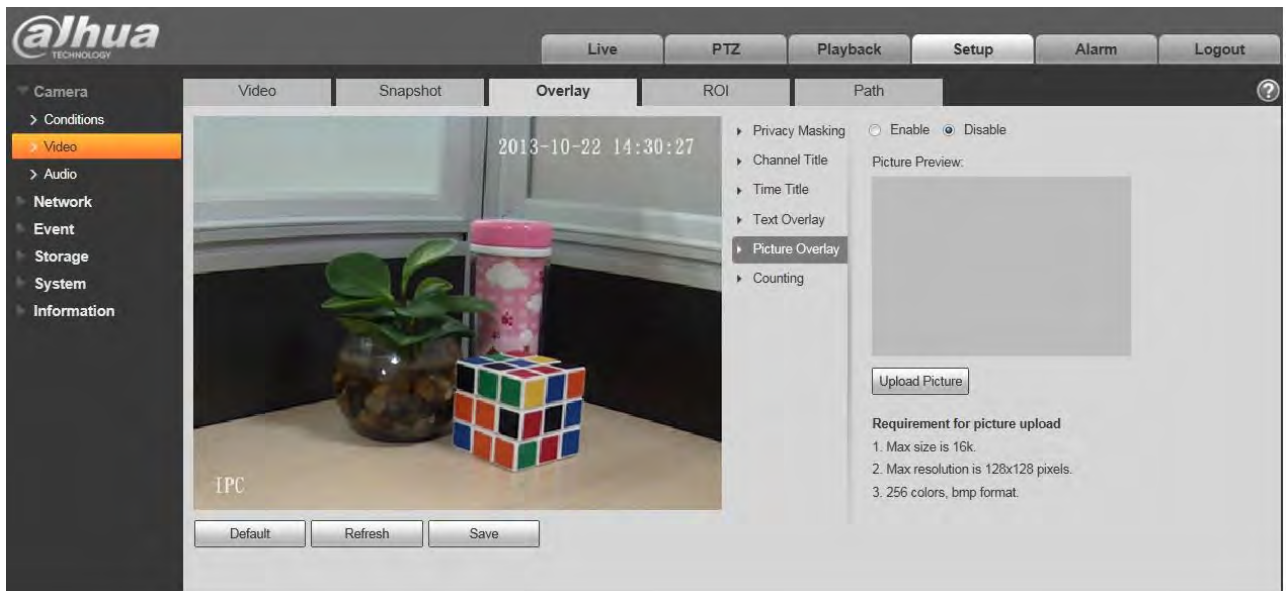 alhua
TECHNOLOGY
Live PTZ Playback Setup Alarm Logout
Camera
Conditions
Video
Audio
Network
Event
Storage
System
Information
Video Snapshot Overlay ROI Path
?
2013-10-22 14:30:27
IPC
Default Refresh Save
Privacy Masking
Channel Title
Time Title
Text Overlay
Picture Overlay
Counting
Enable Disable
Picture Preview:
Upload Picture
Requirement for picture upload
1. Max size is 16k.
2. Max resolution is 128x128 pixels.
3. 256 colors, bmp format.